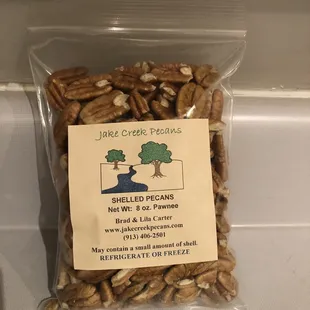 Jake Creek Pecans
SHELLED PECANS
Net Wt: 8 oz. Pawnee
Brad & Lila Carter
www.jakecreekpecans.com
(913) 406-2501
May contain a small amount of shell.
REFRIGERATE OR FREEZE